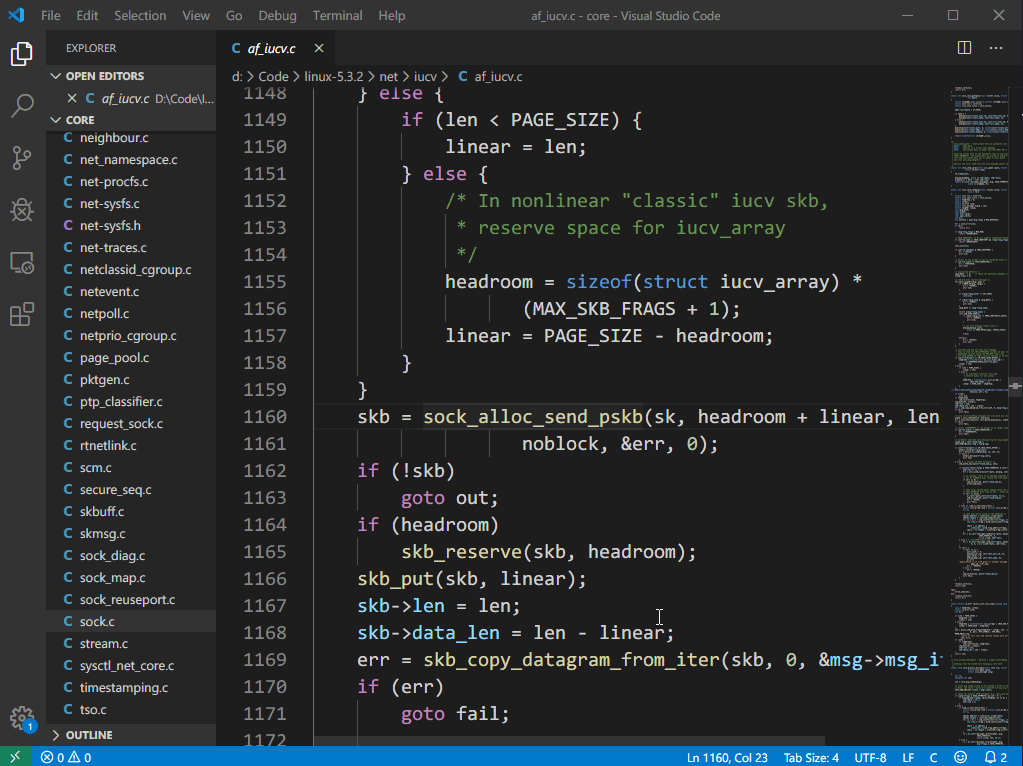 File Edit Selection View Go Debug Terminal Help af_iucv.c - core - Visual Studio Code
EXPLORER
OPEN EDITORS
C af_iucv.c D:\Code\l...
CORE
C neighbour.c
C net_namespace.c
C net-procfs.c
C net-sysfs.c
C net-sysfs.h
C net-traces.c
C netclassid_cgroup.c
C netevent.c
C netpoll.c
C netprio_cgroup.c
C page_pool.c
C pktgen.c
C ptp_classifier.c
C request_sock.c
C rtnetlink.c
C scm.c
C secure_seq.c
C skbuff.c
C skmsg.c
C sock_diag.c
C sock_map.c
C sock_reuseport.c
C sock.c
C stream.c
C sysctl_net_core.c
C timestamping.c
C tso.c
OUTLINE
1
C af_iucv.c
d: > Code > linux-5.3.2 > net > iucv > C af_iucv.c
1148 } else {
1149 if (len < PAGE_SIZE) {
1150 linear = len;
1151 } else {
1152 /* In nonlinear "classic" iucv skb,
1153 * reserve space for iucv_array
1154 */
1155 headroom = sizeof(struct iucv_array) *
1156 (MAX_SKB_FRAGS + 1);
1157 linear = PAGE_SIZE - headroom;
1158 }
1159 }
1160 skb = sock_alloc_send_pskb(sk, headroom + linear, len
1161 noblock, &err, 0);
1162 if (!skb)
1163 goto out;
1164 if (headroom)
1165 skb_reserve(skb, headroom);
1166 skb_put(skb, linear);
1167 skb->len = len;
1168 skb->data_len = len - linear;
1169 err = skb_copy_datagram_from_iter(skb, 0, &msg->msg_i
1170 if (err)
1171 goto fail;
1172
0 0 Ln 1160, Col 23 Tab Size: 4 UTF-8 LF C 2